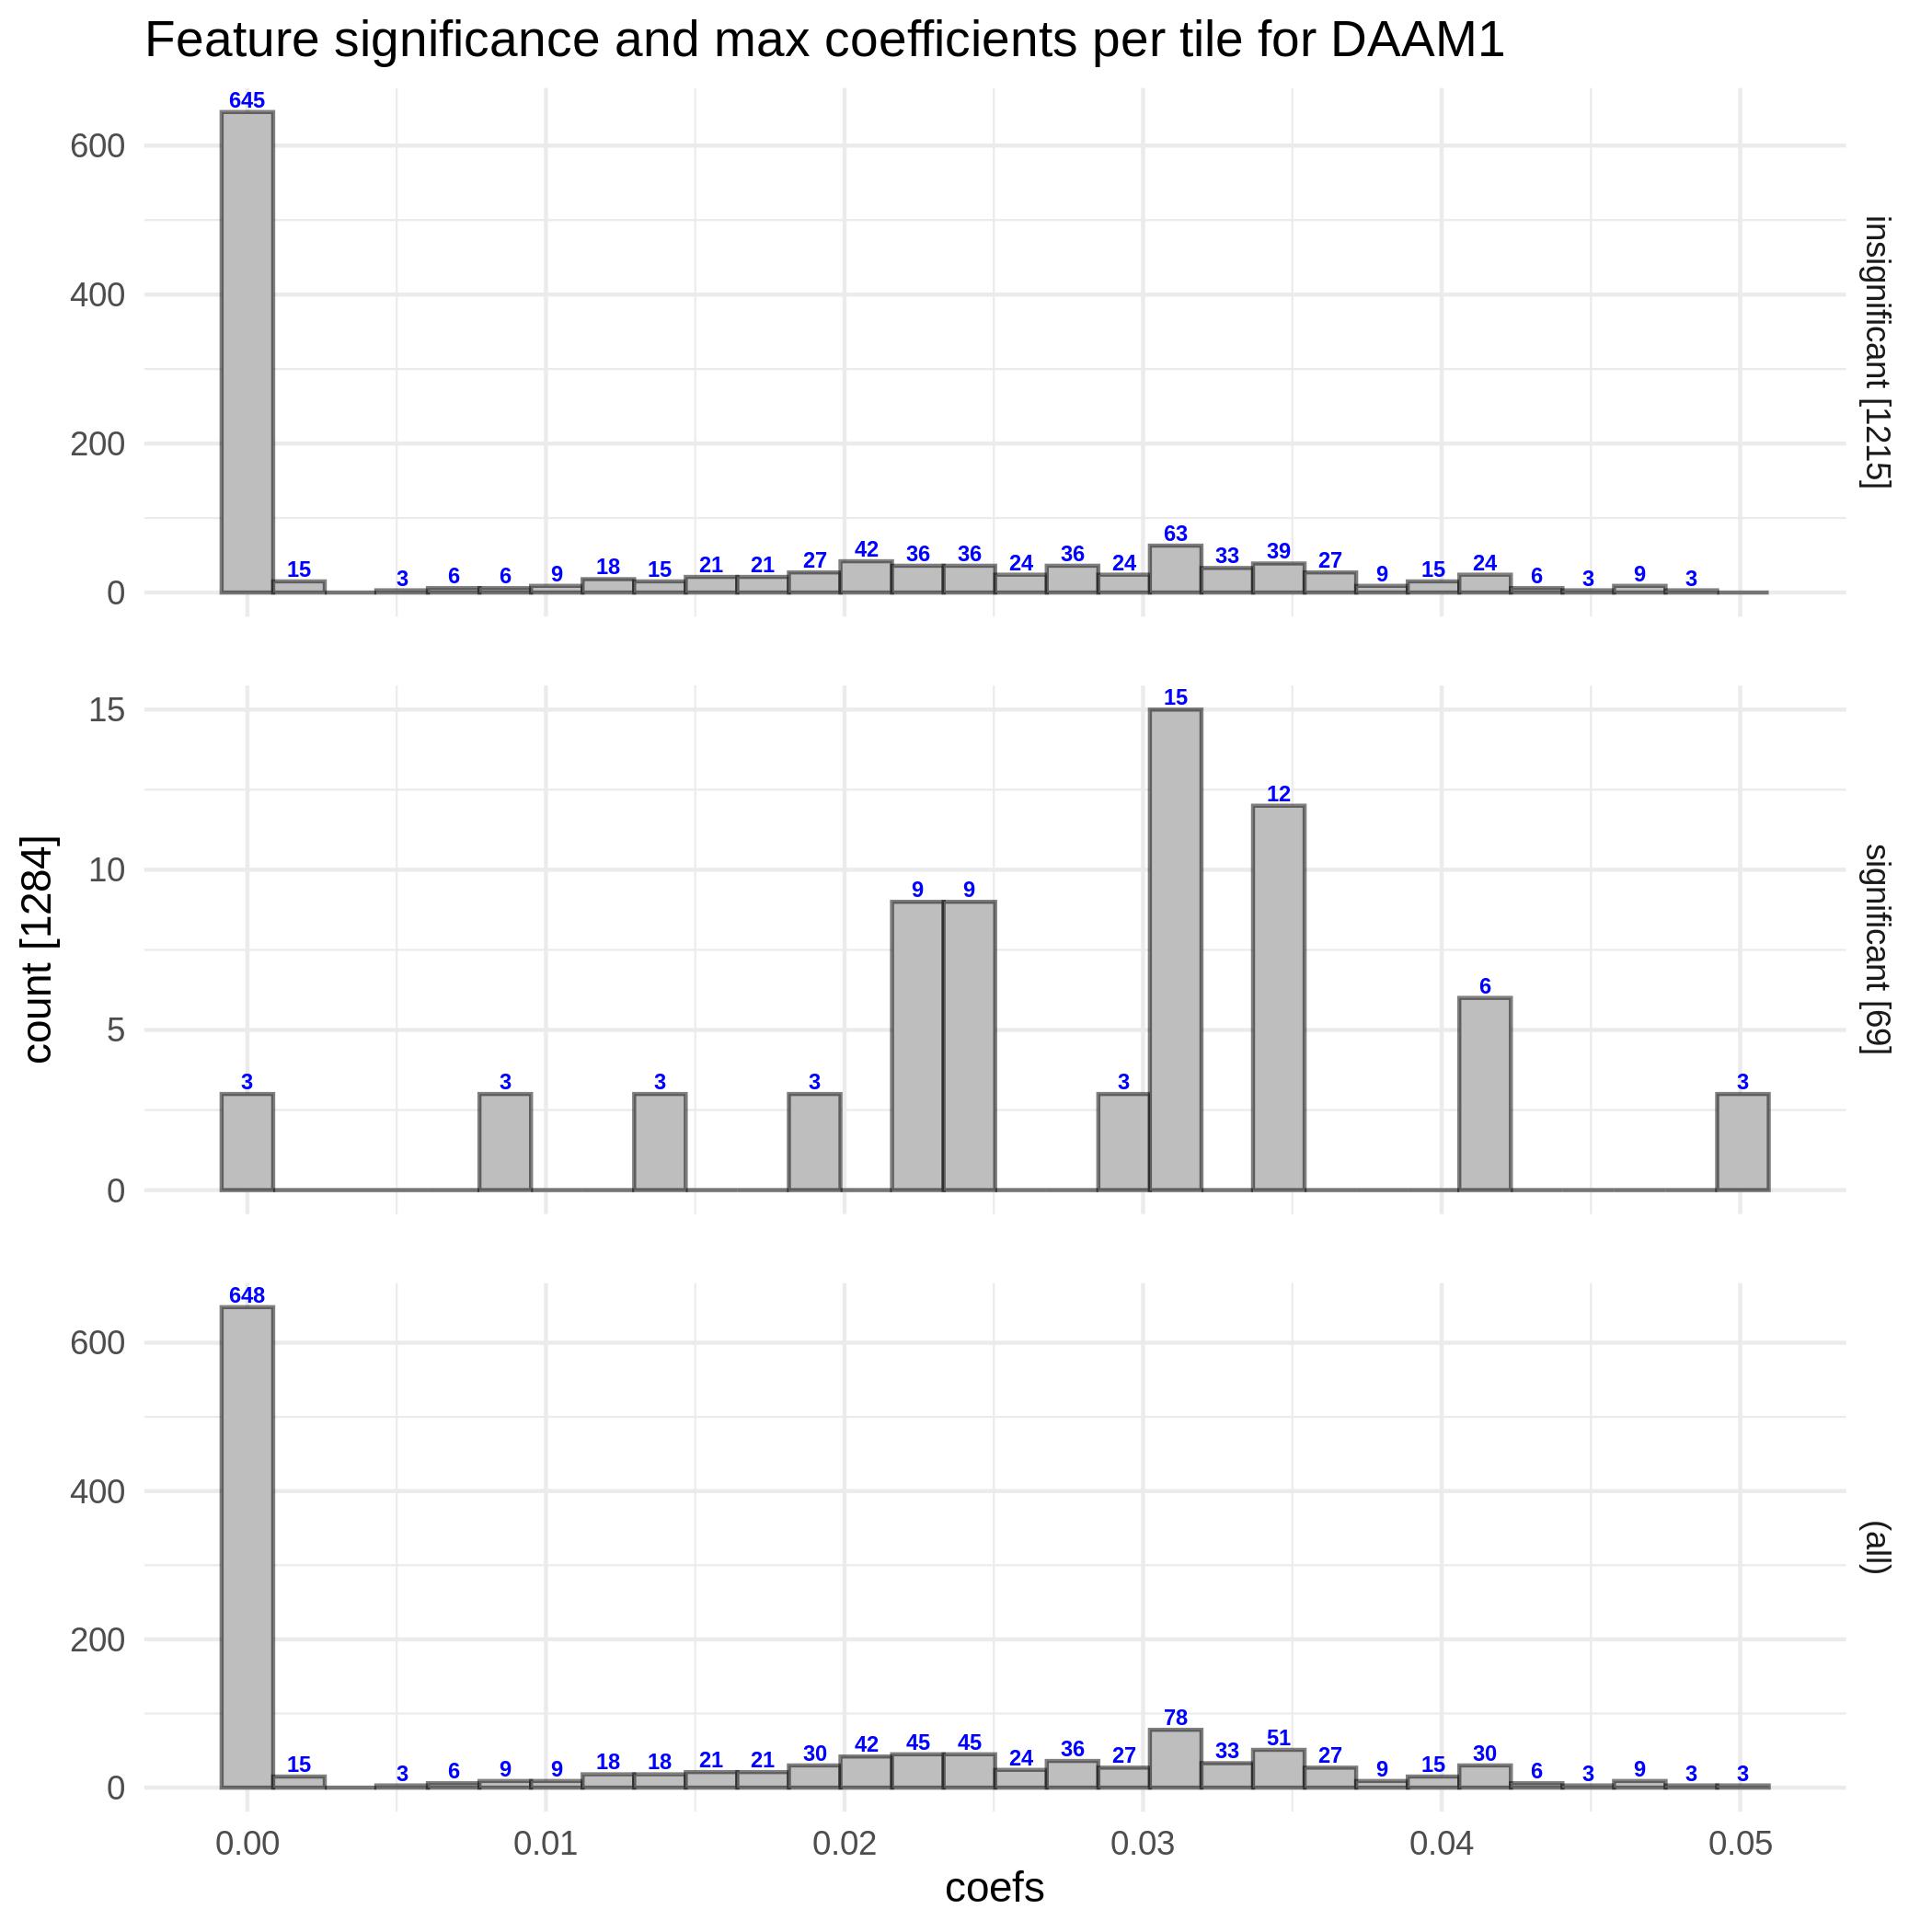 Feature significance and max coefficients per tile for DAAM1
645
600
400
200
0
15 3 6 6 9 18 15 21 21 27 42 36 36 24 36 24 63 33 39 27 9 15 24 6 3 9 3
insignificant [1215]
count [1284]
15
10
5
0
3 3 3 3 9 9 3 15 12 6 3
significant [69]
648
600
400
200
0
15 3 6 9 9 18 18 21 21 30 42 45 45 24 36 27 78 33 51 27 9 15 30 6 3 9 3 3
(all)
0.00 0.01 0.02 0.03 0.04 0.05
coefs